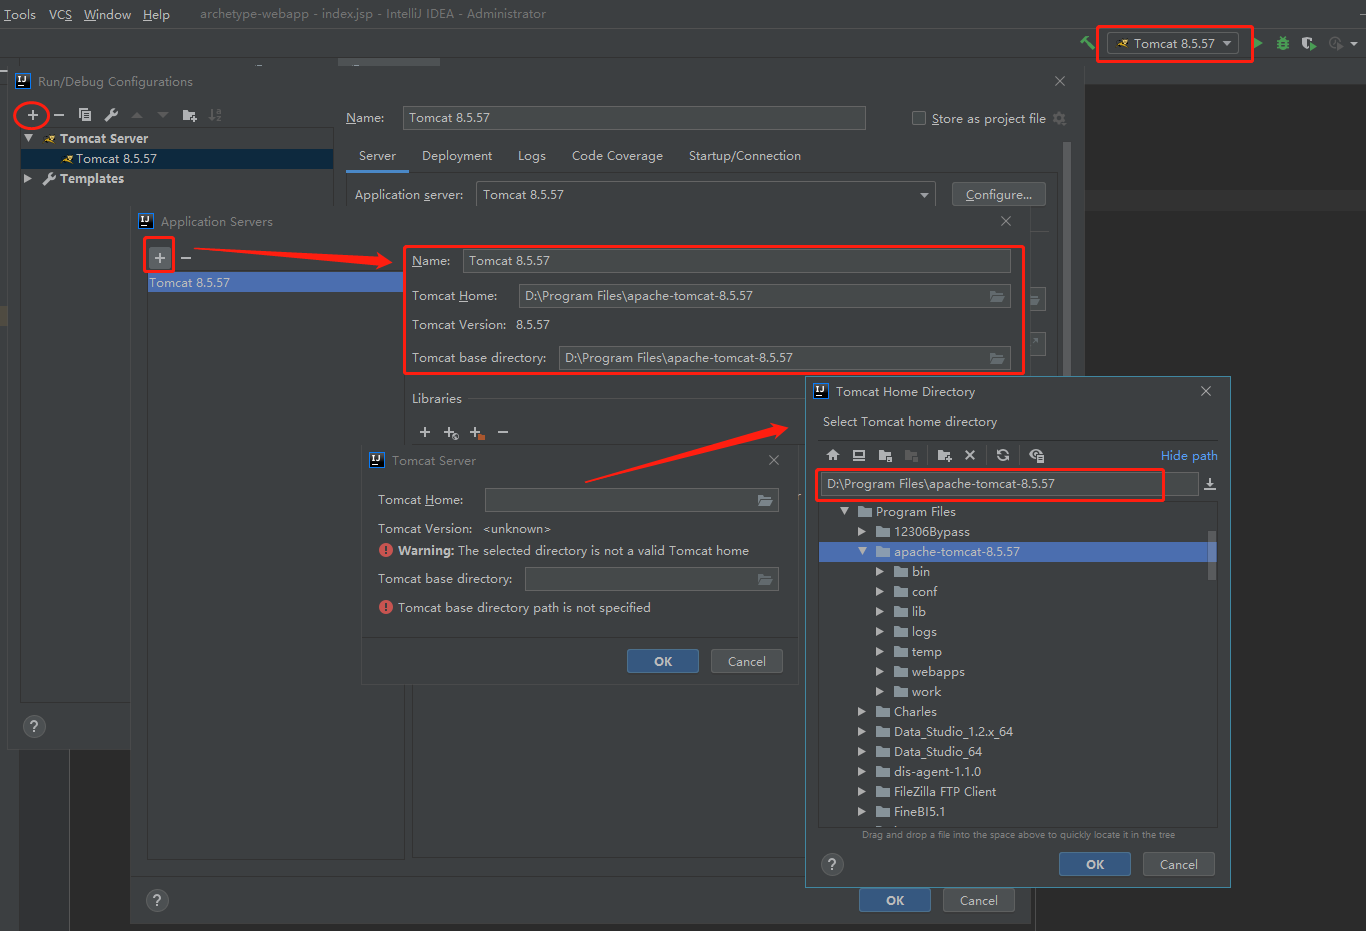 Tools VCS Window Help archetype-webapp - index.jsp - IntelliJ IDEA - Administrator
Tomcat 8.5.57
Run/Debug Configurations
Name: Tomcat 8.5.57
Store as project file
Tomcat Server
Tomcat 8.5.57
Templates
Server Deployment Logs Code Coverage Startup/Connection
Application server: Tomcat 8.5.57 Configure...
Application Servers
Tomcat 8.5.57
Name: Tomcat 8.5.57
Tomcat Home: D:\Program Files\apache-tomcat-8.5.57
Tomcat Version: 8.5.57
Tomcat base directory: D:\Program Files\apache-tomcat-8.5.57
Libraries
Tomcat Server
Tomcat Home:
Tomcat Version: <unknown>
Warning: The selected directory is not a valid Tomcat home
Tomcat base directory:
Tomcat base directory path is not specified
OK Cancel
Tomcat Home Directory
Select Tomcat home directory
Hide path
D:\Program Files\apache-tomcat-8.5.57
Program Files
12306Bypass
apache-tomcat-8.5.57
bin
conf
lib
logs
temp
webapps
work
Charles
Data_Studio_1.2.x_64
Data_Studio_64
dis-agent-1.1.0
FileZilla FTP Client
FineBI5.1
Drag and drop a file into the space above to quickly locate it in the tree
? OK Cancel
?
? OK Cancel